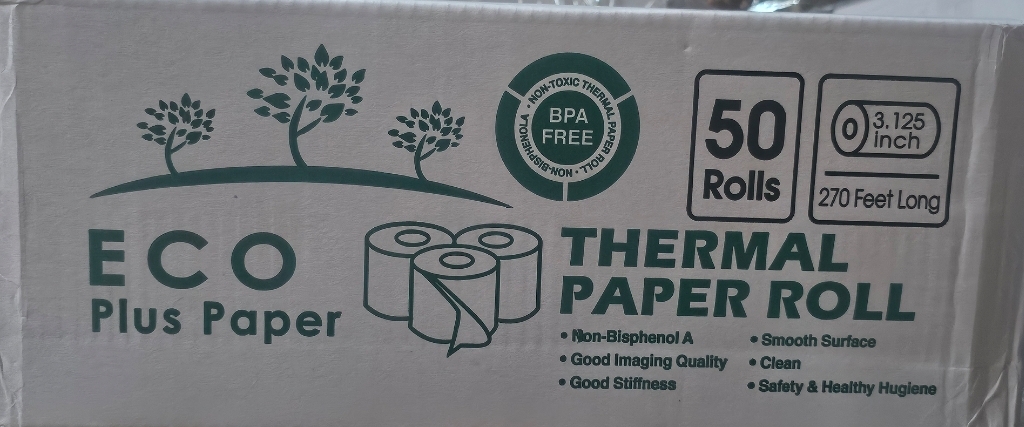 NON-TOXIC THERMAL PAPER ROLL •
NON-BISPHENOLA •
BPA
FREE
50
Rolls
3.125
inch
270 Feet Long
ECO
Plus Paper
THERMAL
PAPER ROLL
• Non-Bisphenol A
• Good Imaging Quality
• Good Stiffness
• Smooth Surface
• Clean
• Safety & Healthy Hugiene